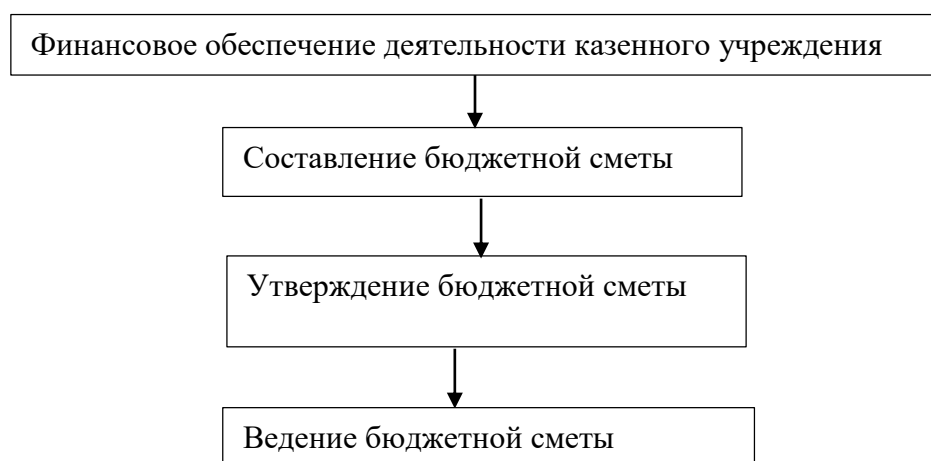 Финансовое обеспечение деятельности казенного учреждения
Составление бюджетной сметы
Утверждение бюджетной сметы
Ведение бюджетной сметы